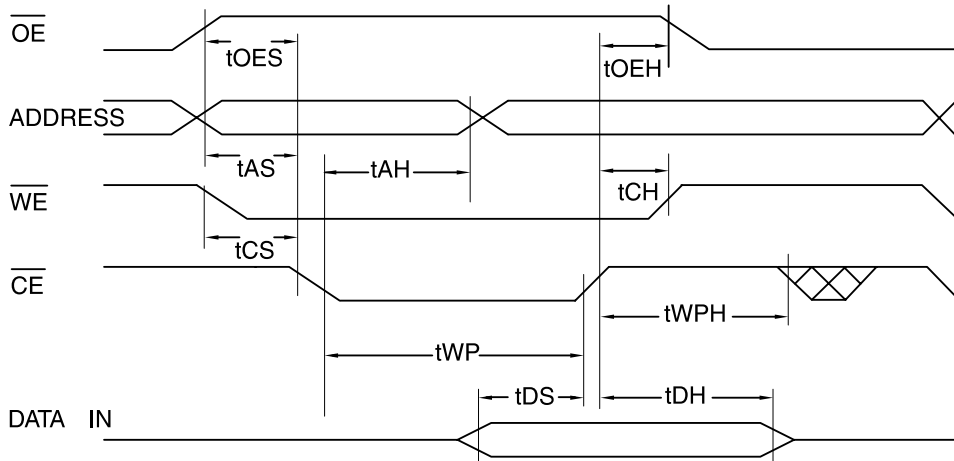 OE
tOES
tOEH
ADDRESS
tAS
tAH
tCH
WE
tCS
CE
tWPH
tWP
tDS
tDH
DATA IN